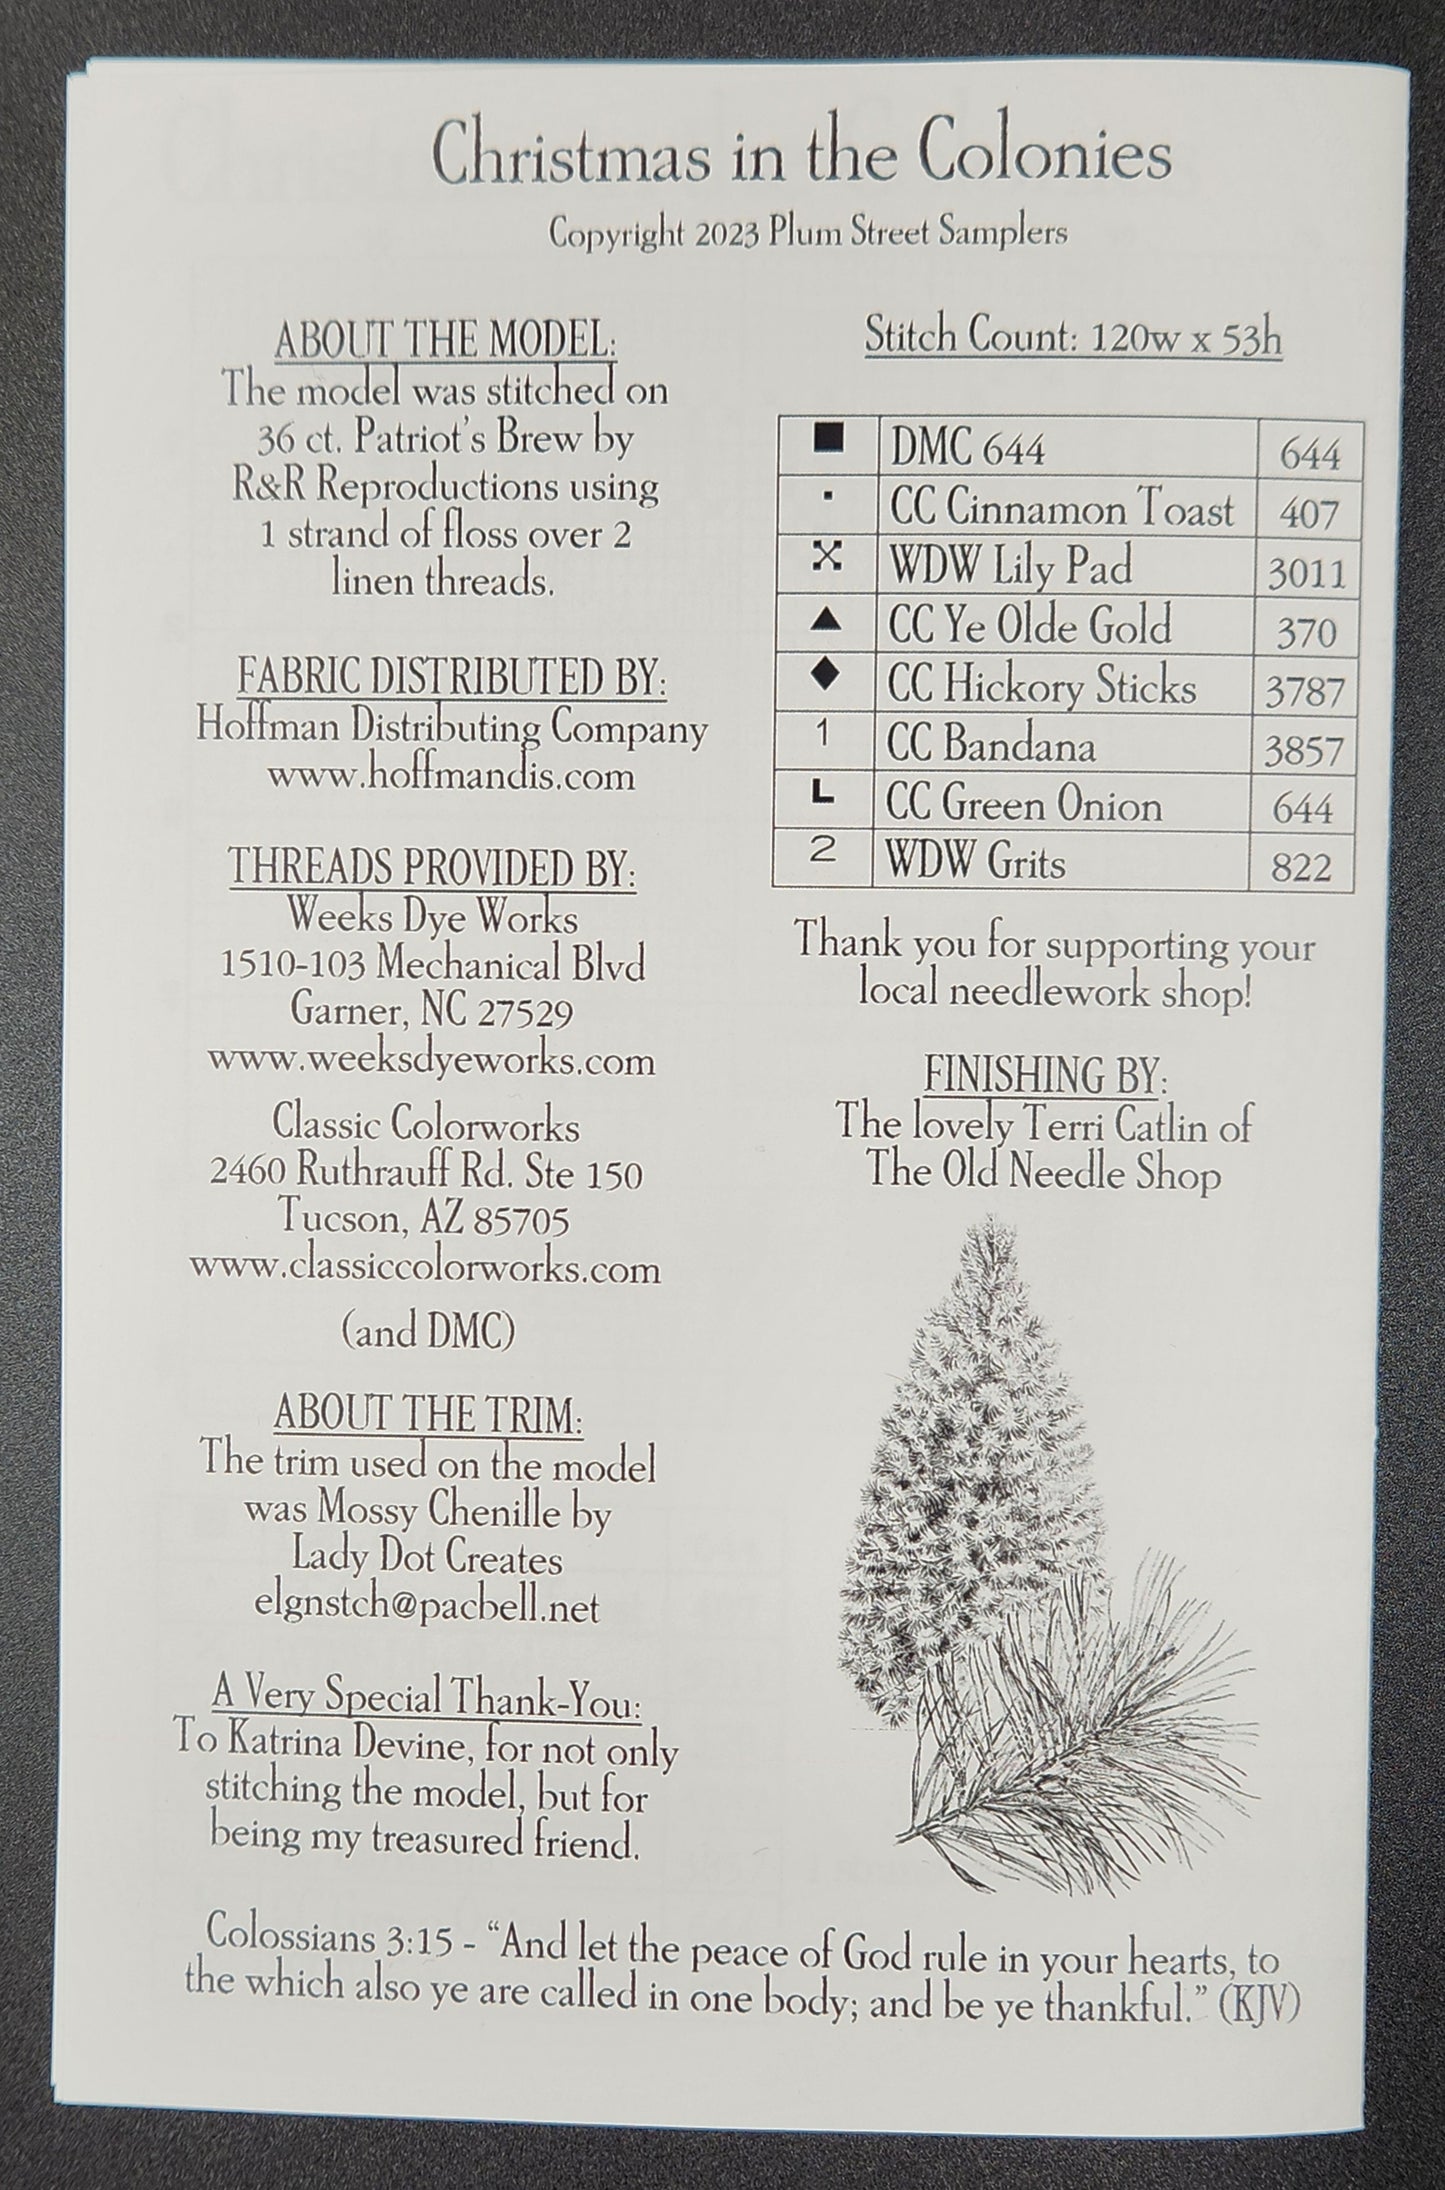 Christmas in the Colonies
Copyright 2023 Plum Street Samplers
ABOUT THE MODEL:
The model was stitched on
36 ct. Patriot's Brew by
R&R Reproductions using
1 strand of floss over 2
linen threads.
FABRIC DISTRIBUTED BY:
Hoffman Distributing Company
www.hoffmandis.com
THREADS PROVIDED BY:
Weeks Dye Works
1510-103 Mechanical Blvd
Garner, NC 27529
www.weeksdyeworks.com
Classic Colorworks
2460 Ruthrauff Rd. Ste 150
Tucson, AZ 85705
www.classiccolorworks.com
(and DMC)
ABOUT THE TRIM:
The trim used on the model
was Mossy Chenille by
Lady Dot Creates
elgnstch@pacbell.net
A Very Special Thank-You:
To Katrina Devine, for not only
stitching the model, but for
being my treasured friend.
Stitch Count: 120w x 53h
■ DMC 644 644
▪ CC Cinnamon Toast 407
X WDW Lily Pad 3011
▲ CC Ye Olde Gold 370
◆ CC Hickory Sticks 3787
1 CC Bandana 3857
L CC Green Onion 644
2 WDW Grits 822
Thank you for supporting your
local needlework shop!
FINISHING BY:
The lovely Terri Catlin of
The Old Needle Shop
Colossians 3:15 - “And let the peace of God rule in your hearts, to
the which also ye are called in one body; and be ye thankful.” (KJV)